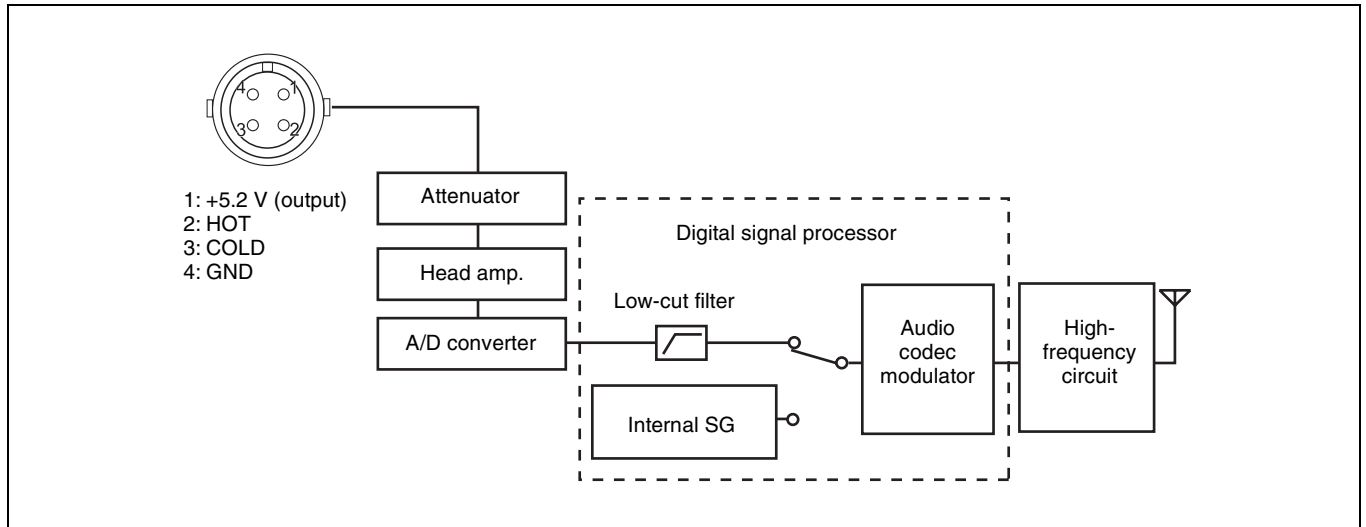 4
1
3
2
1: +5.2 V (output)
2: HOT
3: COLD
4: GND
Attenuator
Head amp.
A/D converter
Digital signal processor
Low-cut filter
Internal SG
Audio
codec
modulator
High-
frequency
circuit